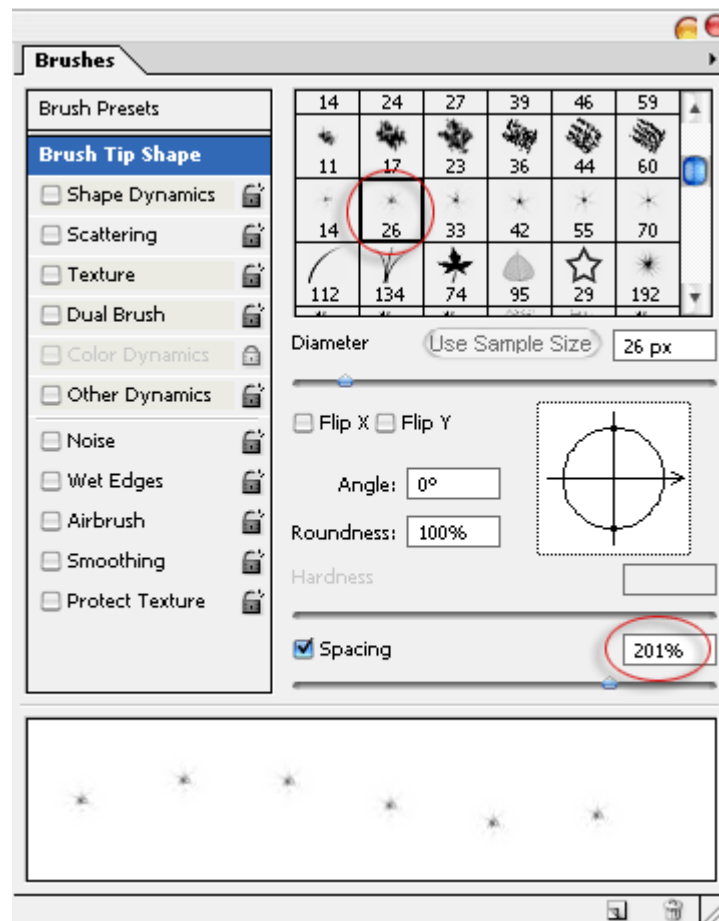 Brushes
Brush Presets
Brush Tip Shape
Shape Dynamics
Scattering
Texture
Dual Brush
Color Dynamics
Other Dynamics
Noise
Wet Edges
Airbrush
Smoothing
Protect Texture
14 24 27 39 46 59
11 17 23 36 44 60
14 26 33 42 55 70
112 134 74 95 29 192
Diameter Use Sample Size 26 px
Flip X Flip Y
Angle: 0º
Roundness: 100%
Hardness
Spacing 201%